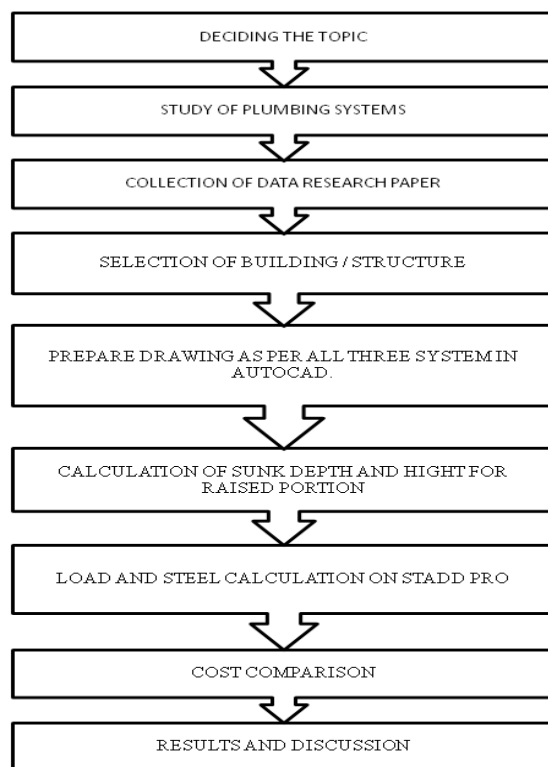 DECIDING THE TOPIC
STUDY OF PLUMBING SYSTEMS
COLLECTION OF DATA RESEARCH PAPER
SELECTION OF BUILDING / STRUCTURE
PREPARE DRAWING AS PER ALL THREE SYSTEM IN
AUTOCAD.
CALCULATION OF SUNK DEPTH AND HIGHT FOR
RAISED PORTION
LOAD AND STEEL CALCULATION ON STADD PRO
COST COMPARISON
RESULTS AND DISCUSSION